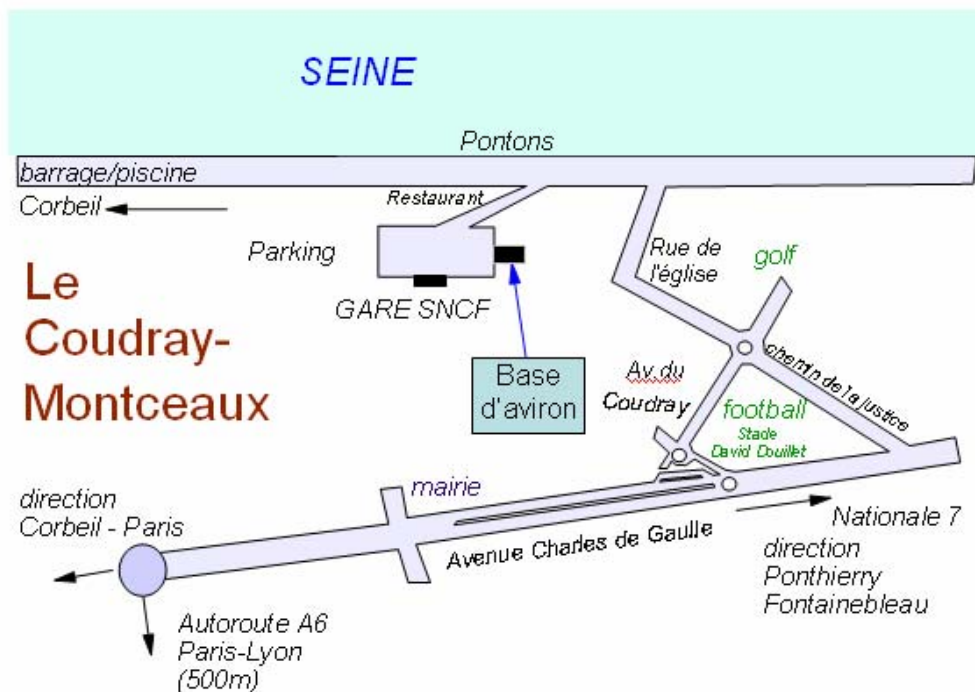 SEINE
Pontons
barrage/piscine
Corbeil
Restaurant
Parking
GARE SNCF
Rue de
l'église
golf
Le
Coudray-
Montceaux
Base
d'aviron
Av.du
Coudray
chemin de la justice
football
Stade
David Douillet
mairie
direction
Corbeil - Paris
Avenue Charles de Gaulle
Nationale 7
direction
Ponthierry
Fontainebleau
Autoroute A6
Paris-Lyon
(500m)